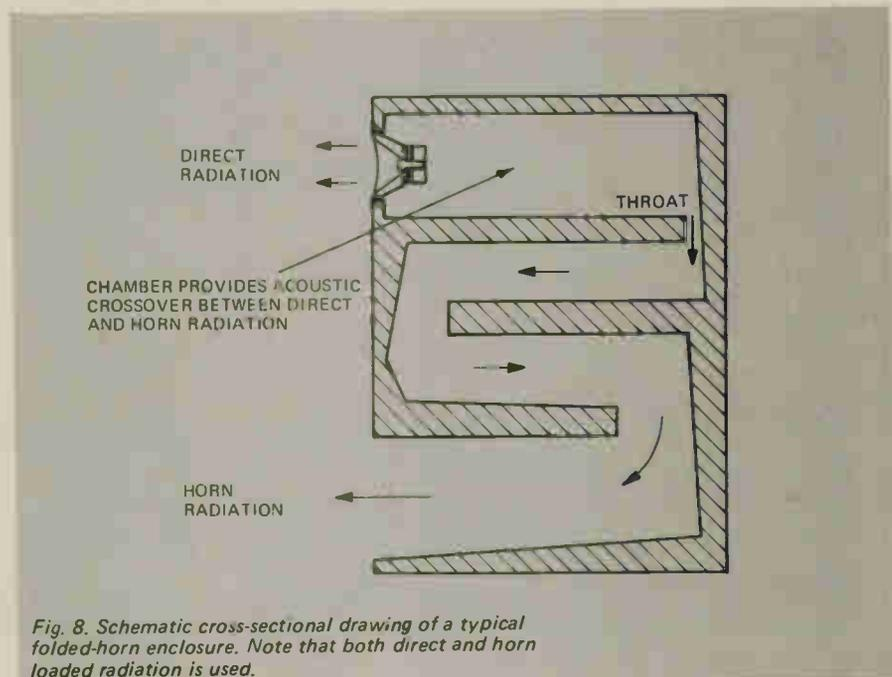 DIRECT
RADIATION
THROAT
CHAMBER PROVIDES ACOUSTIC
CROSSOVER BETWEEN DIRECT
AND HORN RADIATION
HORN
RADIATION
Fig. 8. Schematic cross-sectional drawing of a typical
folded-horn enclosure. Note that both direct and horn
loaded radiation is used.